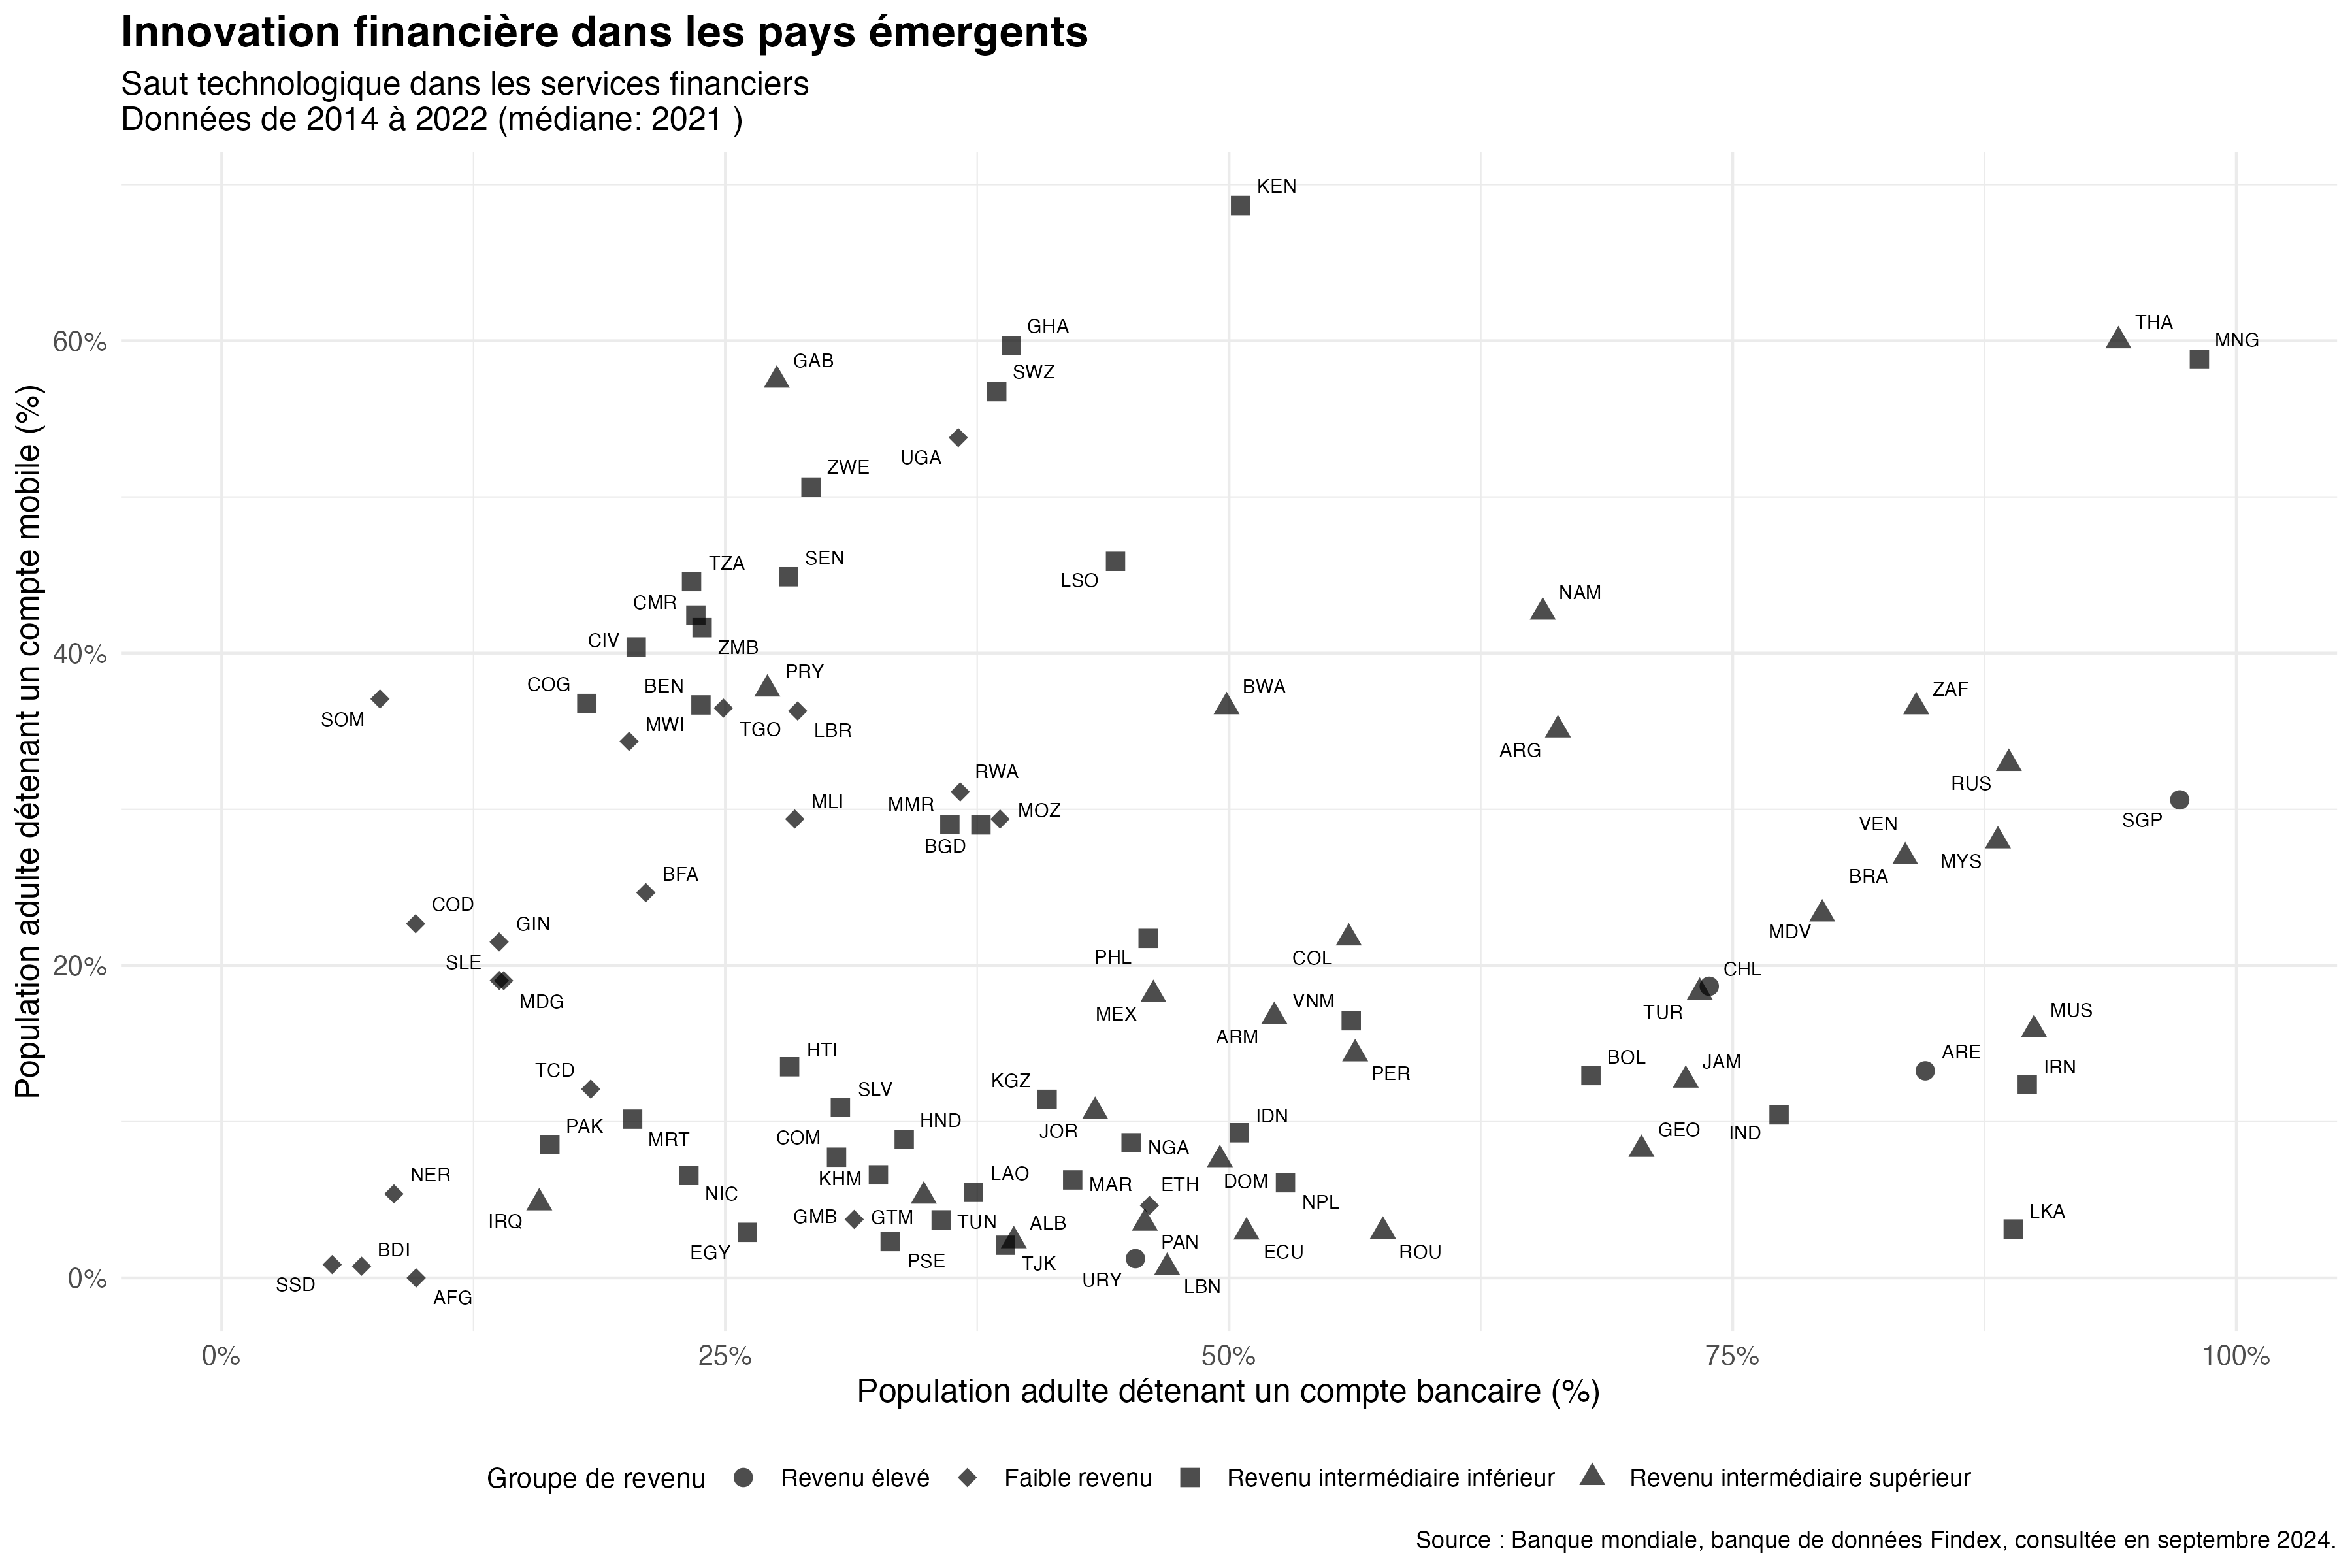 Innovation financière dans les pays émergents
Saut technologique dans les services financiers
Données de 2014 à 2022 (médiane: 2021 )
Population adulte détenant un compte mobile (%)
60%
40%
20%
0%
KEN
GHA
THA
MNG
GAB
SWZ
UGA
ZWE
TZA
SEN
LSO
CMR
NAM
CIV
ZMB
PRY
COG
BEN
BWA
ZAF
SOM
MWI
TGO
LBR
ARG
RWA
RUS
MLI
MMR
MOZ
SGP
VEN
BGD
MYS
BFA
BRA
COD
GIN
MDV
PHL
COL
SLE
CHL
MDG
VNM
MEX
TUR
MUS
ARM
HTI
ARE
TCD
BOL
JAM
IRN
KGZ
PER
SLV
HND
IDN
PAK
JOR
GEO
IND
MRT
COM
NGA
NER
LAO
KHM
MAR
ETH
DOM
NIC
NPL
IRQ
GMB
GTM
TUN
ALB
LKA
BDI
EGY
PSE
TJK
PAN
ECU
ROU
SSD
URY
LBN
AFG
0%
25%
50%
75%
100%
Population adulte détenant un compte bancaire (%)
Groupe de revenu
Revenu élevé
Faible revenu
Revenu intermédiaire inférieur
Revenu intermédiaire supérieur
Source : Banque mondiale, banque de données Findex, consultée en septembre 2024.